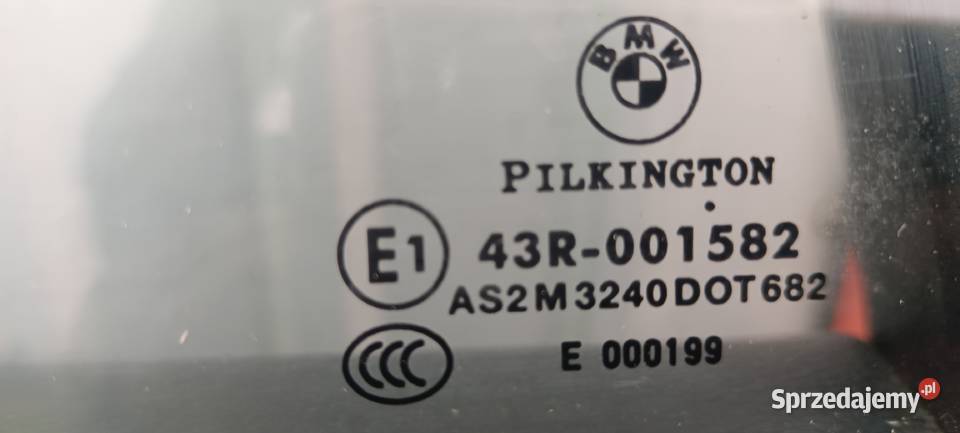 BMW
PILKINGTON
E1 43R-001582
AS2 M3240 DOT 682
CCC E 000199
Sprzedajemy.pl